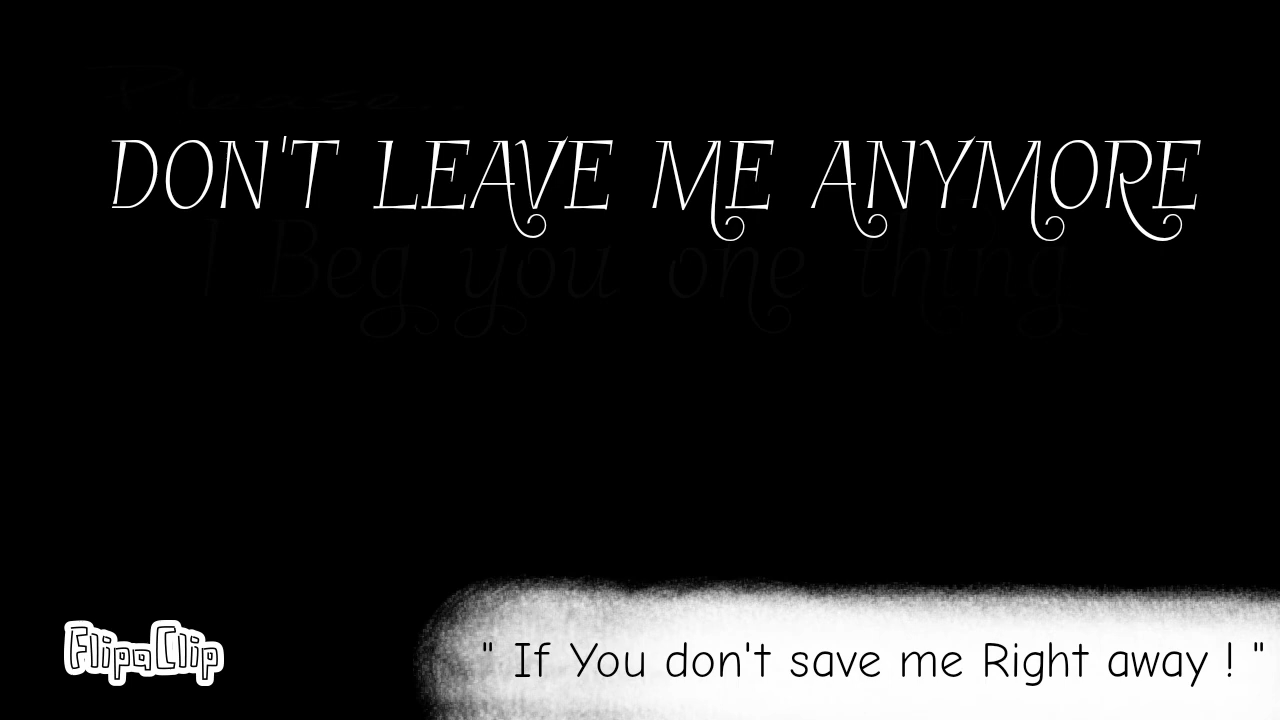 Please...
DON'T LEAVE ME ANYMORE
I Beg you one thing
FlipaClip
" If You don't save me Right away ! "